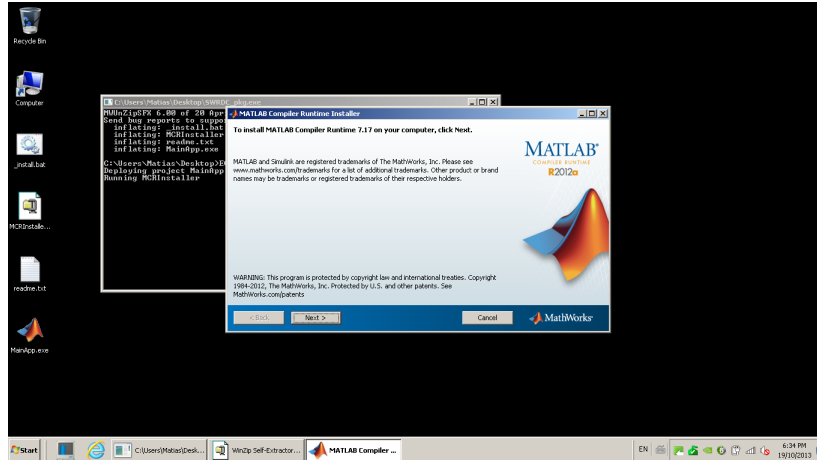 Recycle Bin
Computer
_install.bat
MCRInstalle...
readme.txt
MainApp.exe
C:\Users\Matias\Desktop\SWRDC_pkg.exe
MWUnZipSFX 6.00 of 20 Apr
Send bug reports to suppo
inflating: _install.bat
inflating: MCRInstaller
inflating: readme.txt
inflating: MainApp.exe
C:\Users\Matias\Desktop>E
Deploying project MainApp
Running MCRInstaller
MATLAB Compiler Runtime Installer
To install MATLAB Compiler Runtime 7.17 on your computer, click Next.
MATLAB and Simulink are registered trademarks of The MathWorks, Inc. Please see
www.mathworks.com/trademarks for a list of additional trademarks. Other product or brand
names may be trademarks or registered trademarks of their respective holders.
MATLAB®
COMPILER RUNTIME
R2012a
WARNING: This program is protected by copyright law and international treaties. Copyright
1984-2012, The MathWorks, Inc. Protected by U.S. and other patents. See
MathWorks.com/patents
< Back
Next >
Cancel
MathWorks®
Start
C:\Users\Matias\Desk...
WinZip Self-Extractor...
MATLAB Compiler ...
EN
6:34 PM
19/10/2013